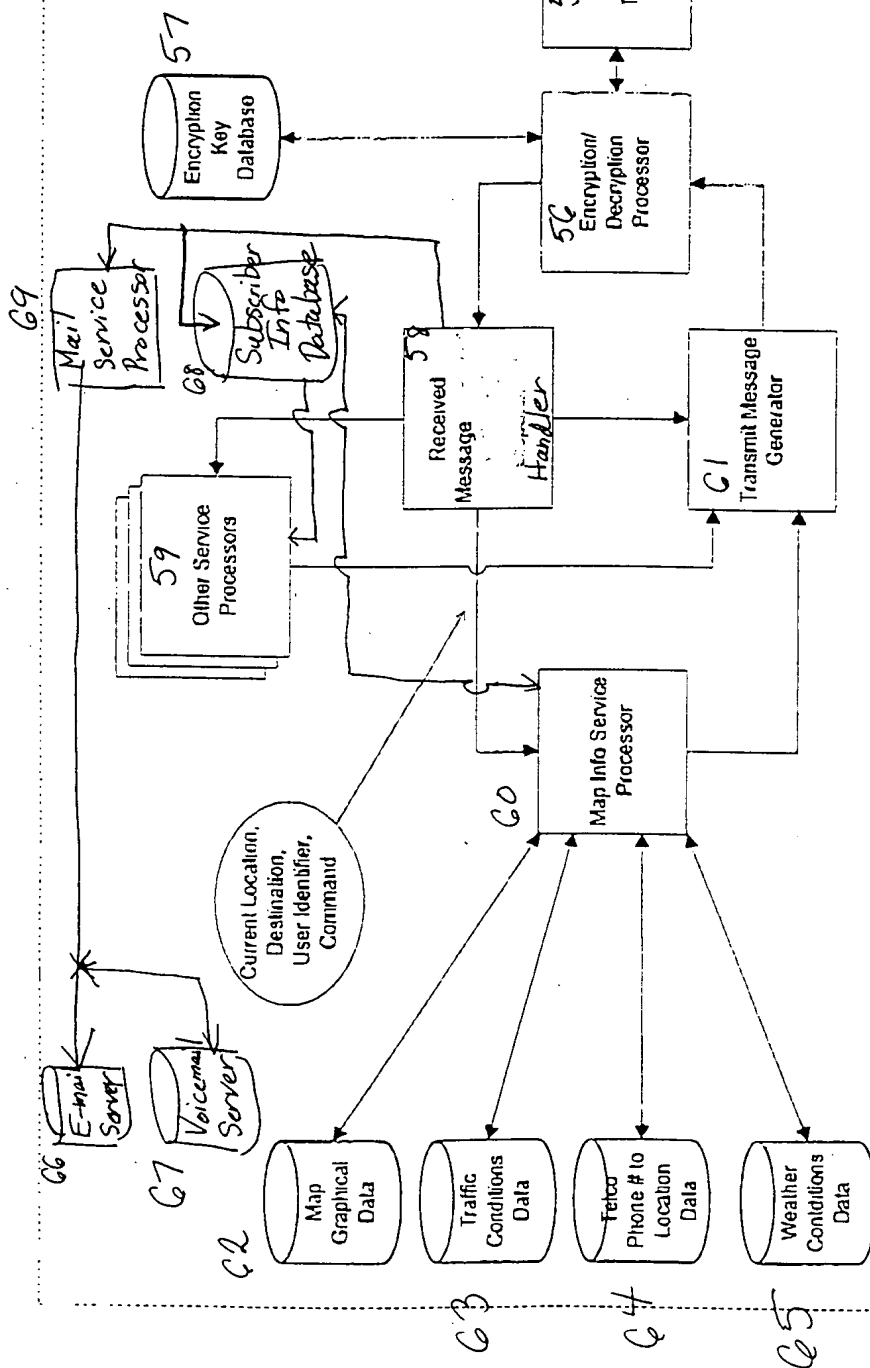 69
Mail
Service
Processor
57
Encryption
Key
Database
68
Subscriber
Info
Database
66
E-mail
Server
67
Voicemail
Server
59
Other Service
Processors
58
Received
Message
Handler
56
Encryption/
Decryption
Processor
Current Location,
Destination,
User Identifier,
Command
62
Map
Graphical
Data
63
Traffic
Conditions
Data
64
Telco
Phone # to
Location
Data
65
Weather
Conditions
Data
60
Map Info Service
Processor
61
Transmit Message
Generator